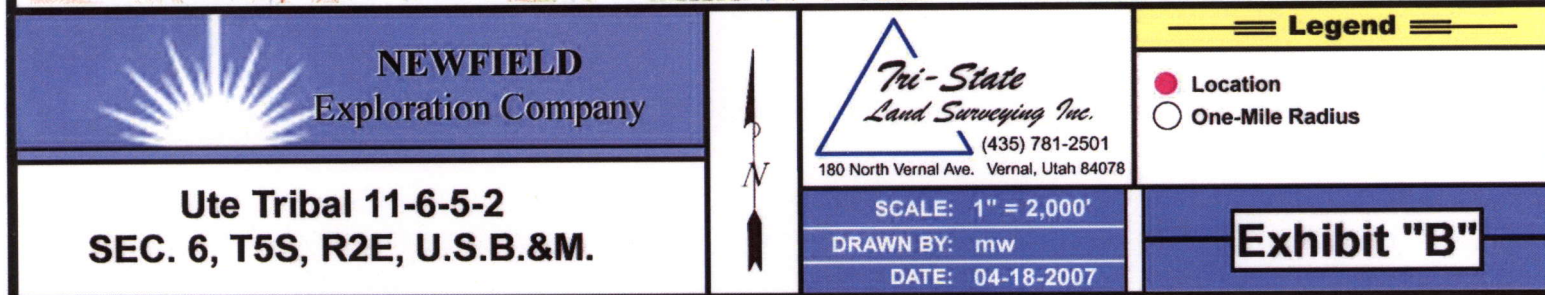 NEWFIELD
Exploration Company
Ute Tribal 11-6-5-2
SEC. 6, T5S, R2E, U.S.B.&M.
N
Tri-State
Land Surveying Inc.
(435) 781-2501
180 North Vernal Ave. Vernal, Utah 84078
SCALE: 1" = 2,000'
DRAWN BY: mw
DATE: 04-18-2007
Legend
Location
One-Mile Radius
Exhibit "B"